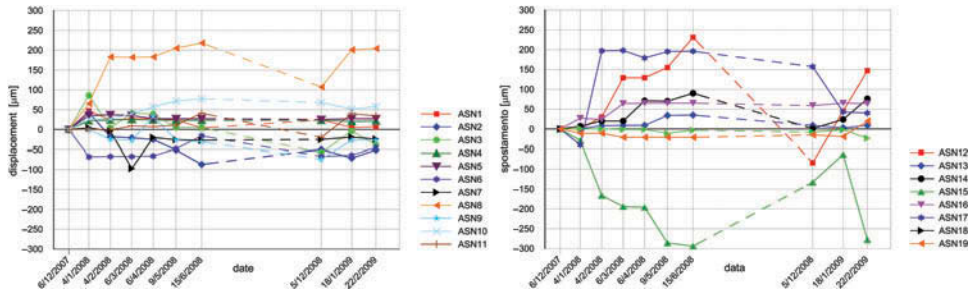 300
250
200
150
100
50
0
−50
−100
−150
−200
−250
−300
displacement [µm]
6/12/2007
4/1/2008
4/2/2008
6/3/2008
6/4/2008
9/5/2008
15/6/2008
5/12/2008
18/1/2009
22/2/2009
date
ASN1
ASN2
ASN3
ASN4
ASN5
ASN6
ASN7
ASN8
ASN9
ASN10
ASN11
300
250
200
150
100
50
0
−50
−100
−150
−200
−250
−300
spostamento [µm]
6/12/2007
4/1/2008
4/2/2008
6/3/2008
6/4/2008
9/5/2008
15/6/2008
5/12/2008
18/1/2009
22/2/2009
data
ASN12
ASN13
ASN14
ASN15
ASN16
ASN17
ASN18
ASN19